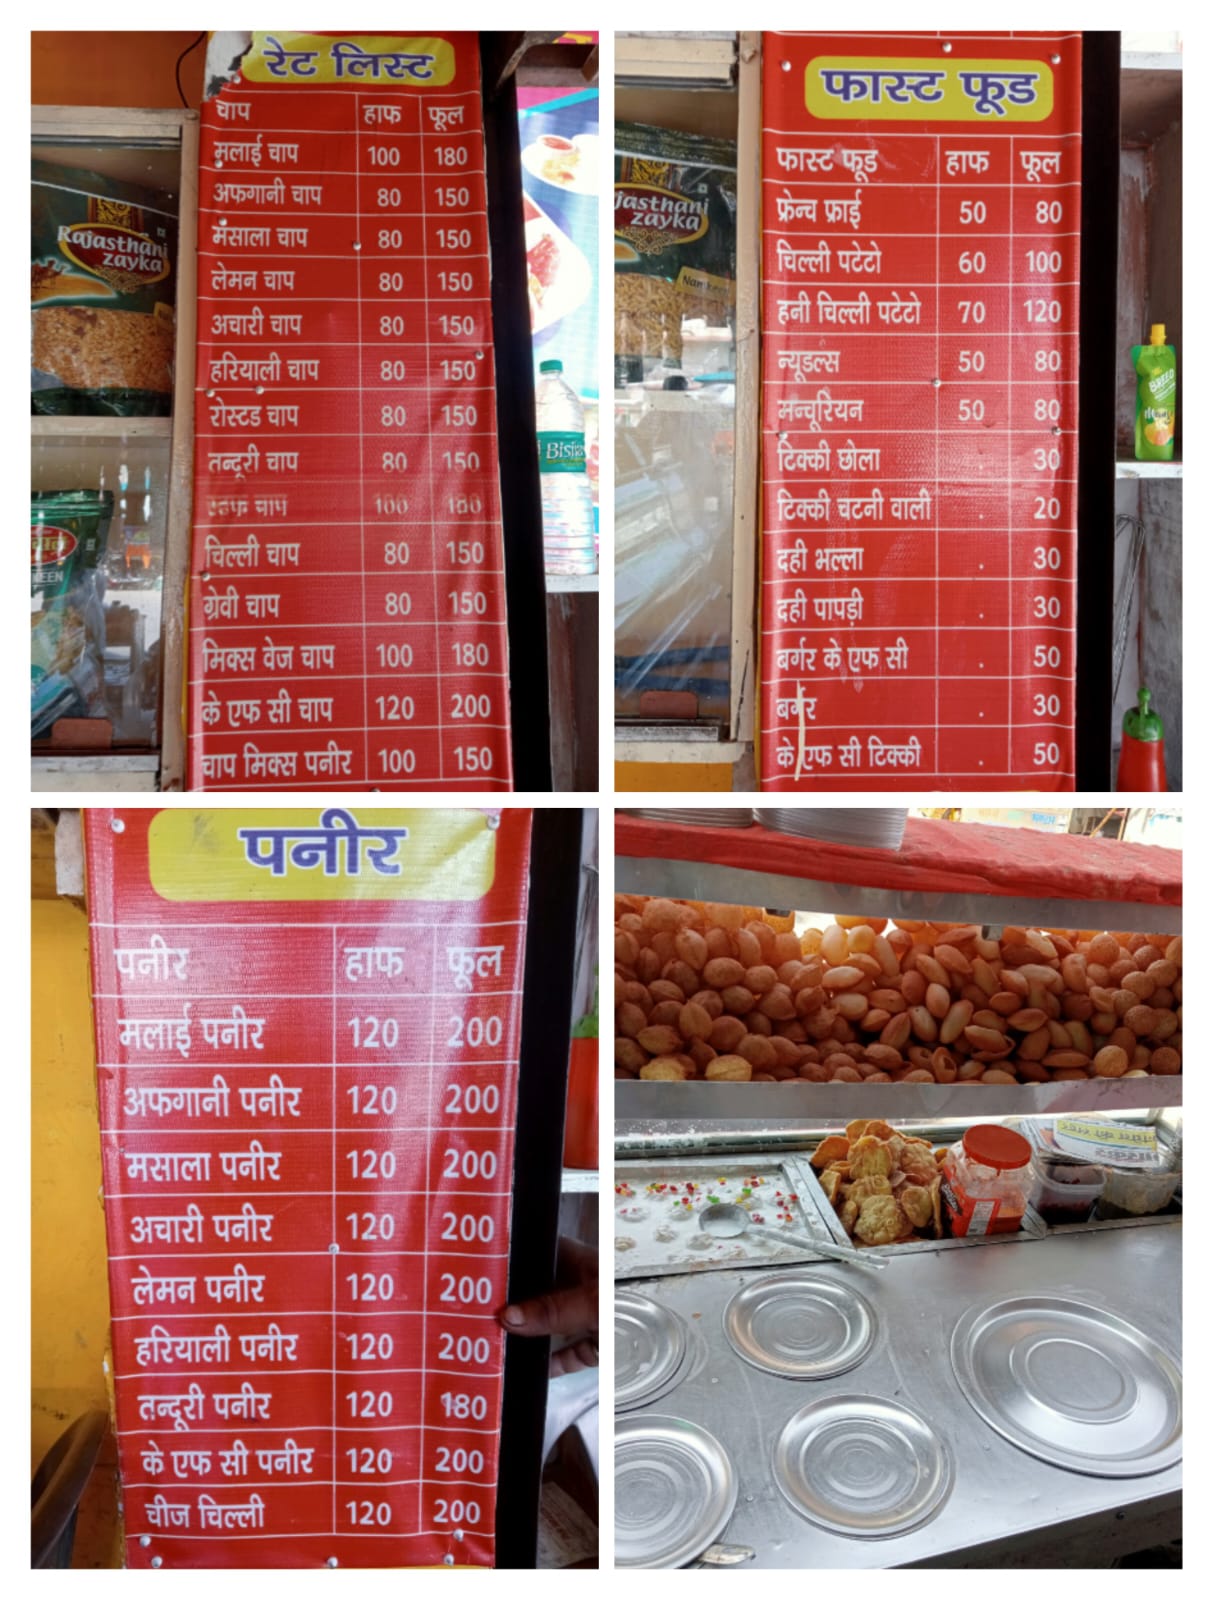 रेट लिस्ट
चाप हाफ फूल
मलाई चाप 100 180
अफगानी चाप 80 150
मसाला चाप 80 150
लेमन चाप 80 150
अचारी चाप 80 150
हरियाली चाप 80 150
रोस्टड चाप 80 150
तन्दूरी चाप 80 150
चाप 100 180
चिल्ली चाप 80 150
ग्रेवी चाप 80 150
मिक्स वेज चाप 100 180
के एफ सी चाप 120 200
चाप मिक्स पनीर 100 150
Rajasthani
zayka
Bisleri
फास्ट फूड
फास्ट फूड हाफ फूल
फ्रेन्च फ्राई 50 80
चिल्ली पटेटो 60 100
हनी चिल्ली पटेटो 70 120
न्यूडल्स 50 80
मन्चूरियन 50 80
टिक्की छोला . 30
टिक्की चटनी वाली . 20
दही भल्ला . 30
दही पापड़ी . 30
बर्गर के एफ सी . 50
बर्गर . 30
के एफ सी टिक्की . 50
Rajasthani
zayka
Namkeen
पनीर
पनीर हाफ फूल
मलाई पनीर 120 200
अफगानी पनीर 120 200
मसाला पनीर 120 200
अचारी पनीर 120 200
लेमन पनीर 120 200
हरियाली पनीर 120 200
तन्दूरी पनीर 120 180
के एफ सी पनीर 120 200
चीज चिल्ली 120 200